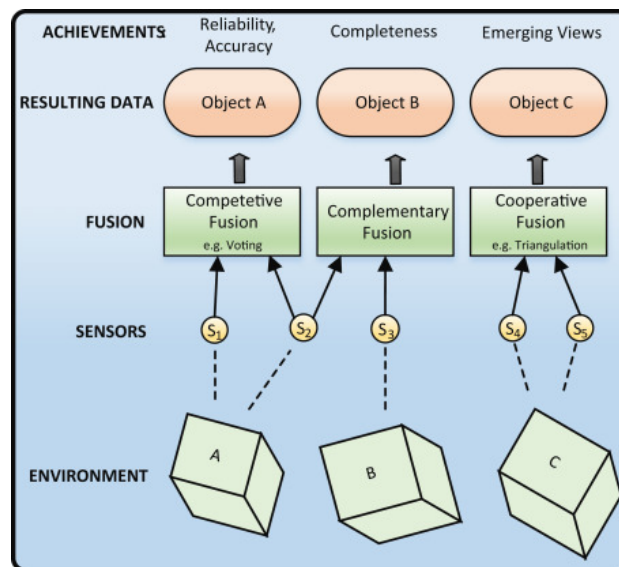 ACHIEVEMENTS:
Reliability,
Accuracy
Completeness
Emerging Views
RESULTING DATA
Object A
Object B
Object C
FUSION
Competetive
Fusion
e.g. Voting
Complementary
Fusion
Cooperative
Fusion
e.g. Triangulation
SENSORS
S1
S2
S3
S4
S5
ENVIRONMENT
A
B
C